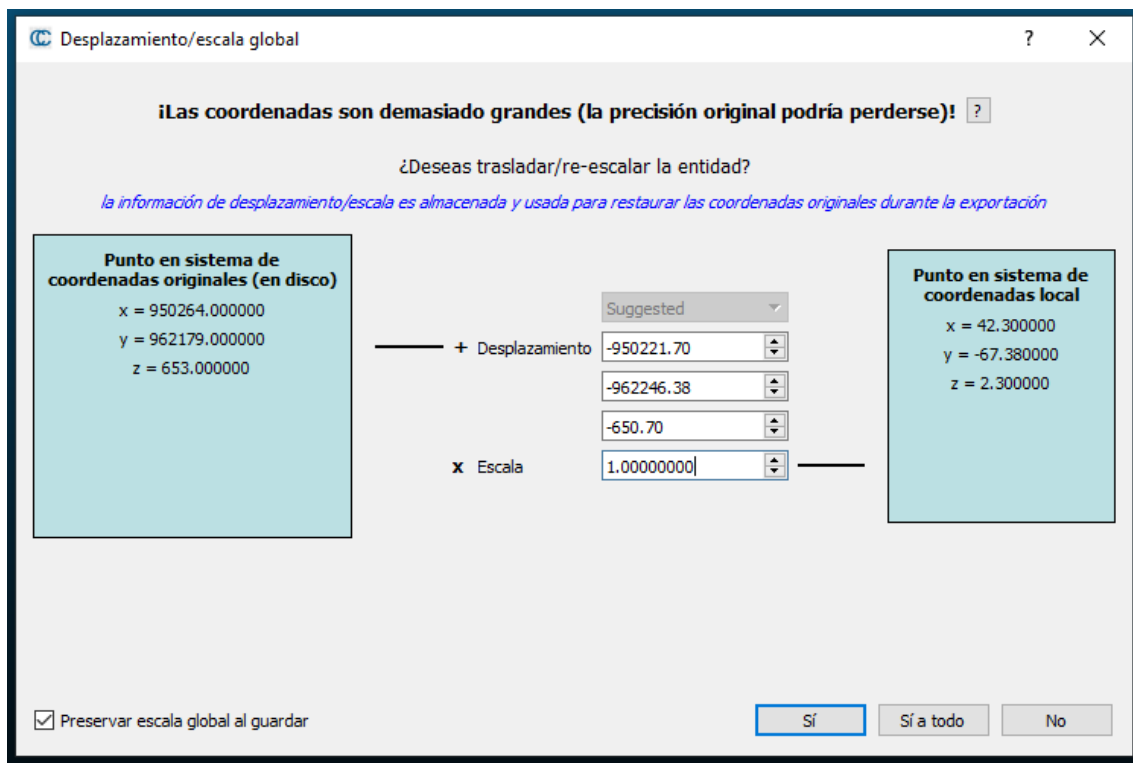 Desplazamiento/escala global
?
¡Las coordenadas son demasiado grandes (la precisión original podría perderse)! ?
¿Deseas trasladar/re-escalar la entidad?
la información de desplazamiento/escala es almacenada y usada para restaurar las coordenadas originales durante la exportación
Punto en sistema de
coordenadas originales (en disco)
x = 950264.000000
y = 962179.000000
z = 653.000000
Suggested
+ Desplazamiento -950221.70
-962246.38
-650.70
x Escala 1.00000000
Punto en sistema de
coordenadas local
x = 42.300000
y = -67.380000
z = 2.300000
Preservar escala global al guardar
Sí
Sí a todo
No